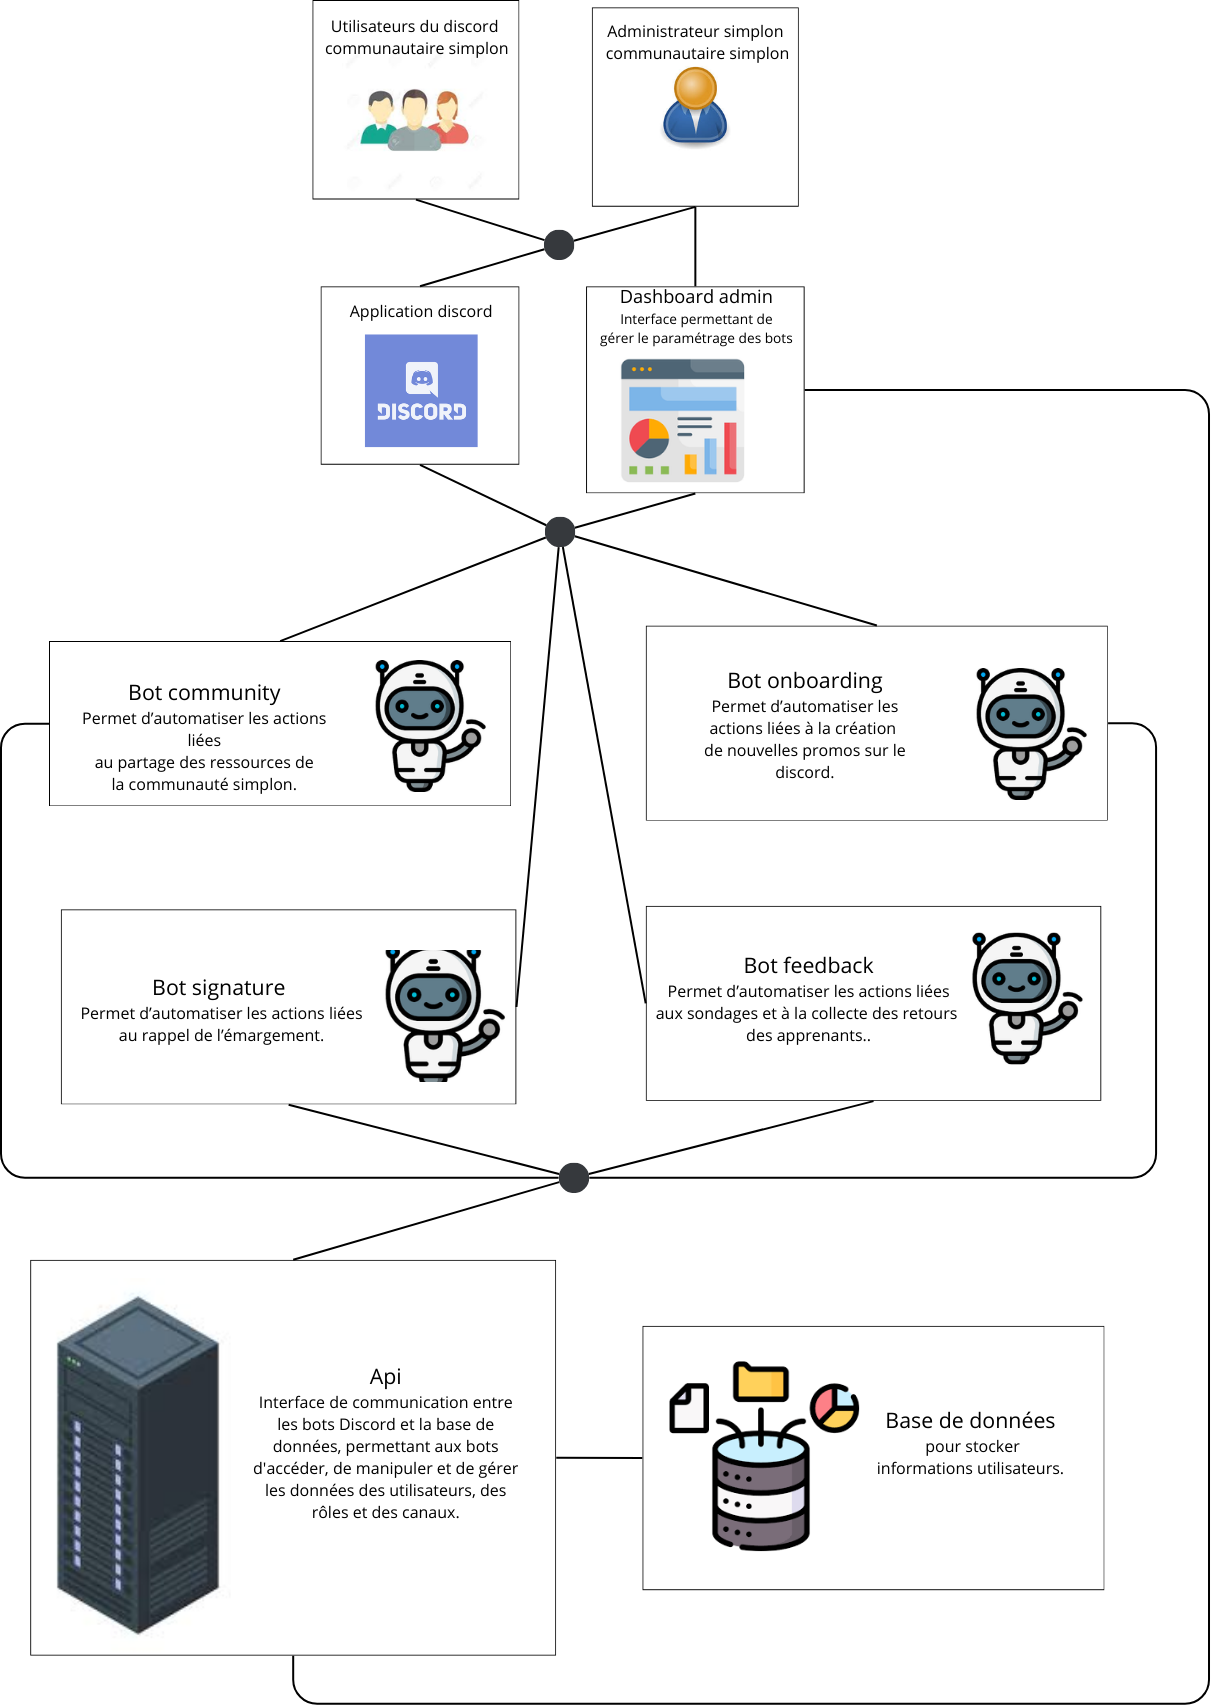 Utilisateurs du discord
communautaire simplon
Administrateur simplon
communautaire simplon
Application discord
DISCORD
Dashboard admin
Interface permettant de
gérer le paramétrage des bots
Bot community
Permet d’automatiser les actions
liées
au partage des ressources de
la communauté simplon.
Bot onboarding
Permet d’automatiser les
actions liées à la création
de nouvelles promos sur le
discord.
Bot signature
Permet d’automatiser les actions liées
au rappel de l’émargement.
Bot feedback
Permet d’automatiser les actions liées
aux sondages et à la collecte des retours
des apprenants..
Api
Interface de communication entre
les bots Discord et la base de
données, permettant aux bots
d'accéder, de manipuler et de gérer
les données des utilisateurs, des
rôles et des canaux.
Base de données
pour stocker
informations utilisateurs.